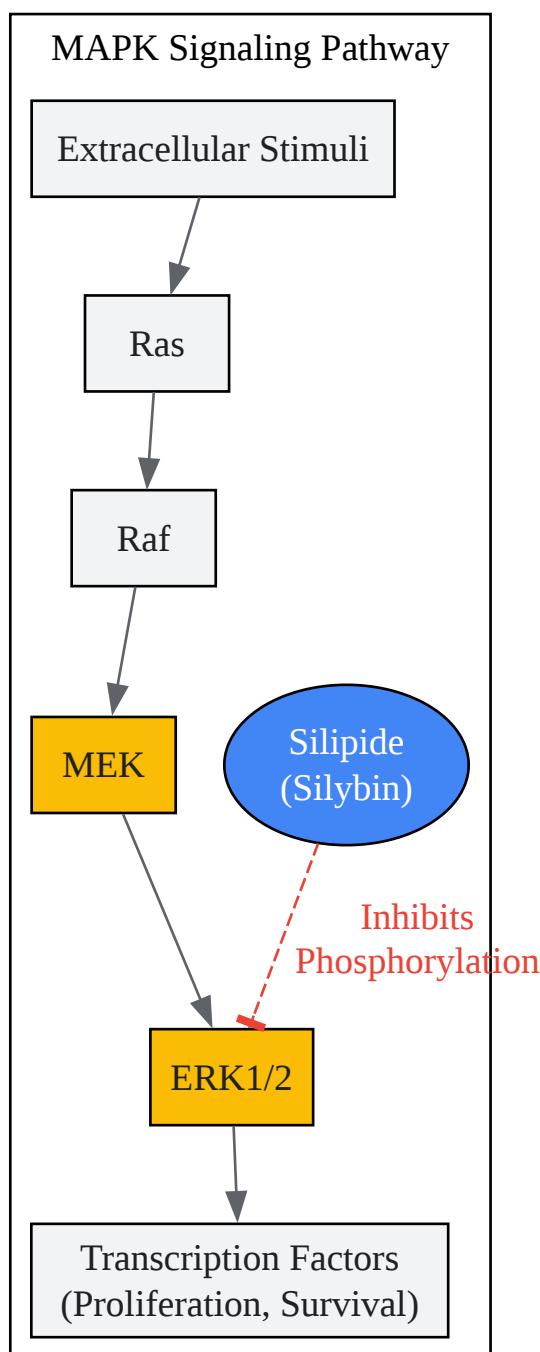 MAPK Signaling Pathway
Extracellular Stimuli
Ras
Raf
MEK
Silipide
(Silybin)
Inhibits
Phosphorylation
ERK1/2
Transcription Factors
(Proliferation, Survival)